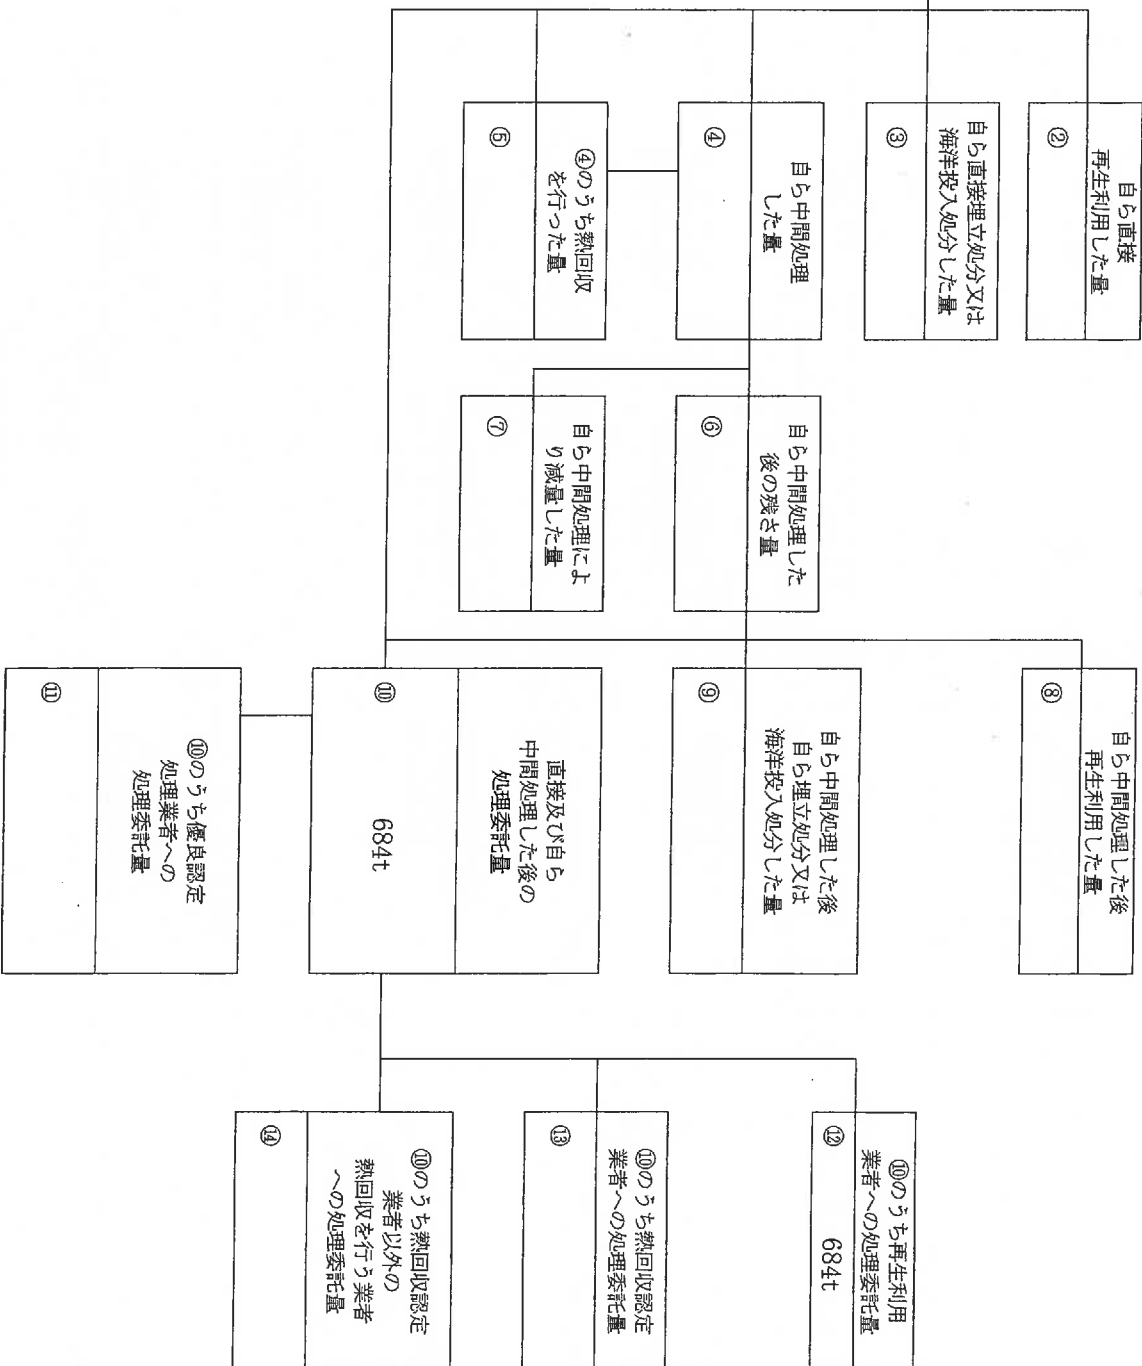 自ら直接
再生利用した量
②
自ら直接埋立処分又は
海洋投入処分した量
③
自ら中間処理
した量
④
④のうち熱回収
を行った量
⑤
自ら中間処理した
後の残さ量
⑥
自ら中間処理によ
り減量した量
⑦
自ら中間処理した後
再生利用した量
⑧
自ら中間処理した後
自ら埋立処分又は
海洋投入処分した量
⑨
直接及び自ら
中間処理した後の
処理委託量
⑩
684t
⑩のうち優良認定
処理業者への
処理委託量
⑪
⑩のうち再生利用
業者への処理委託量
⑫
684t
⑩のうち熱回収認定
業者への処理委託量
⑬
⑩のうち熱回収認定
業者以外の
熱回収を行う業者
への処理委託量
⑭